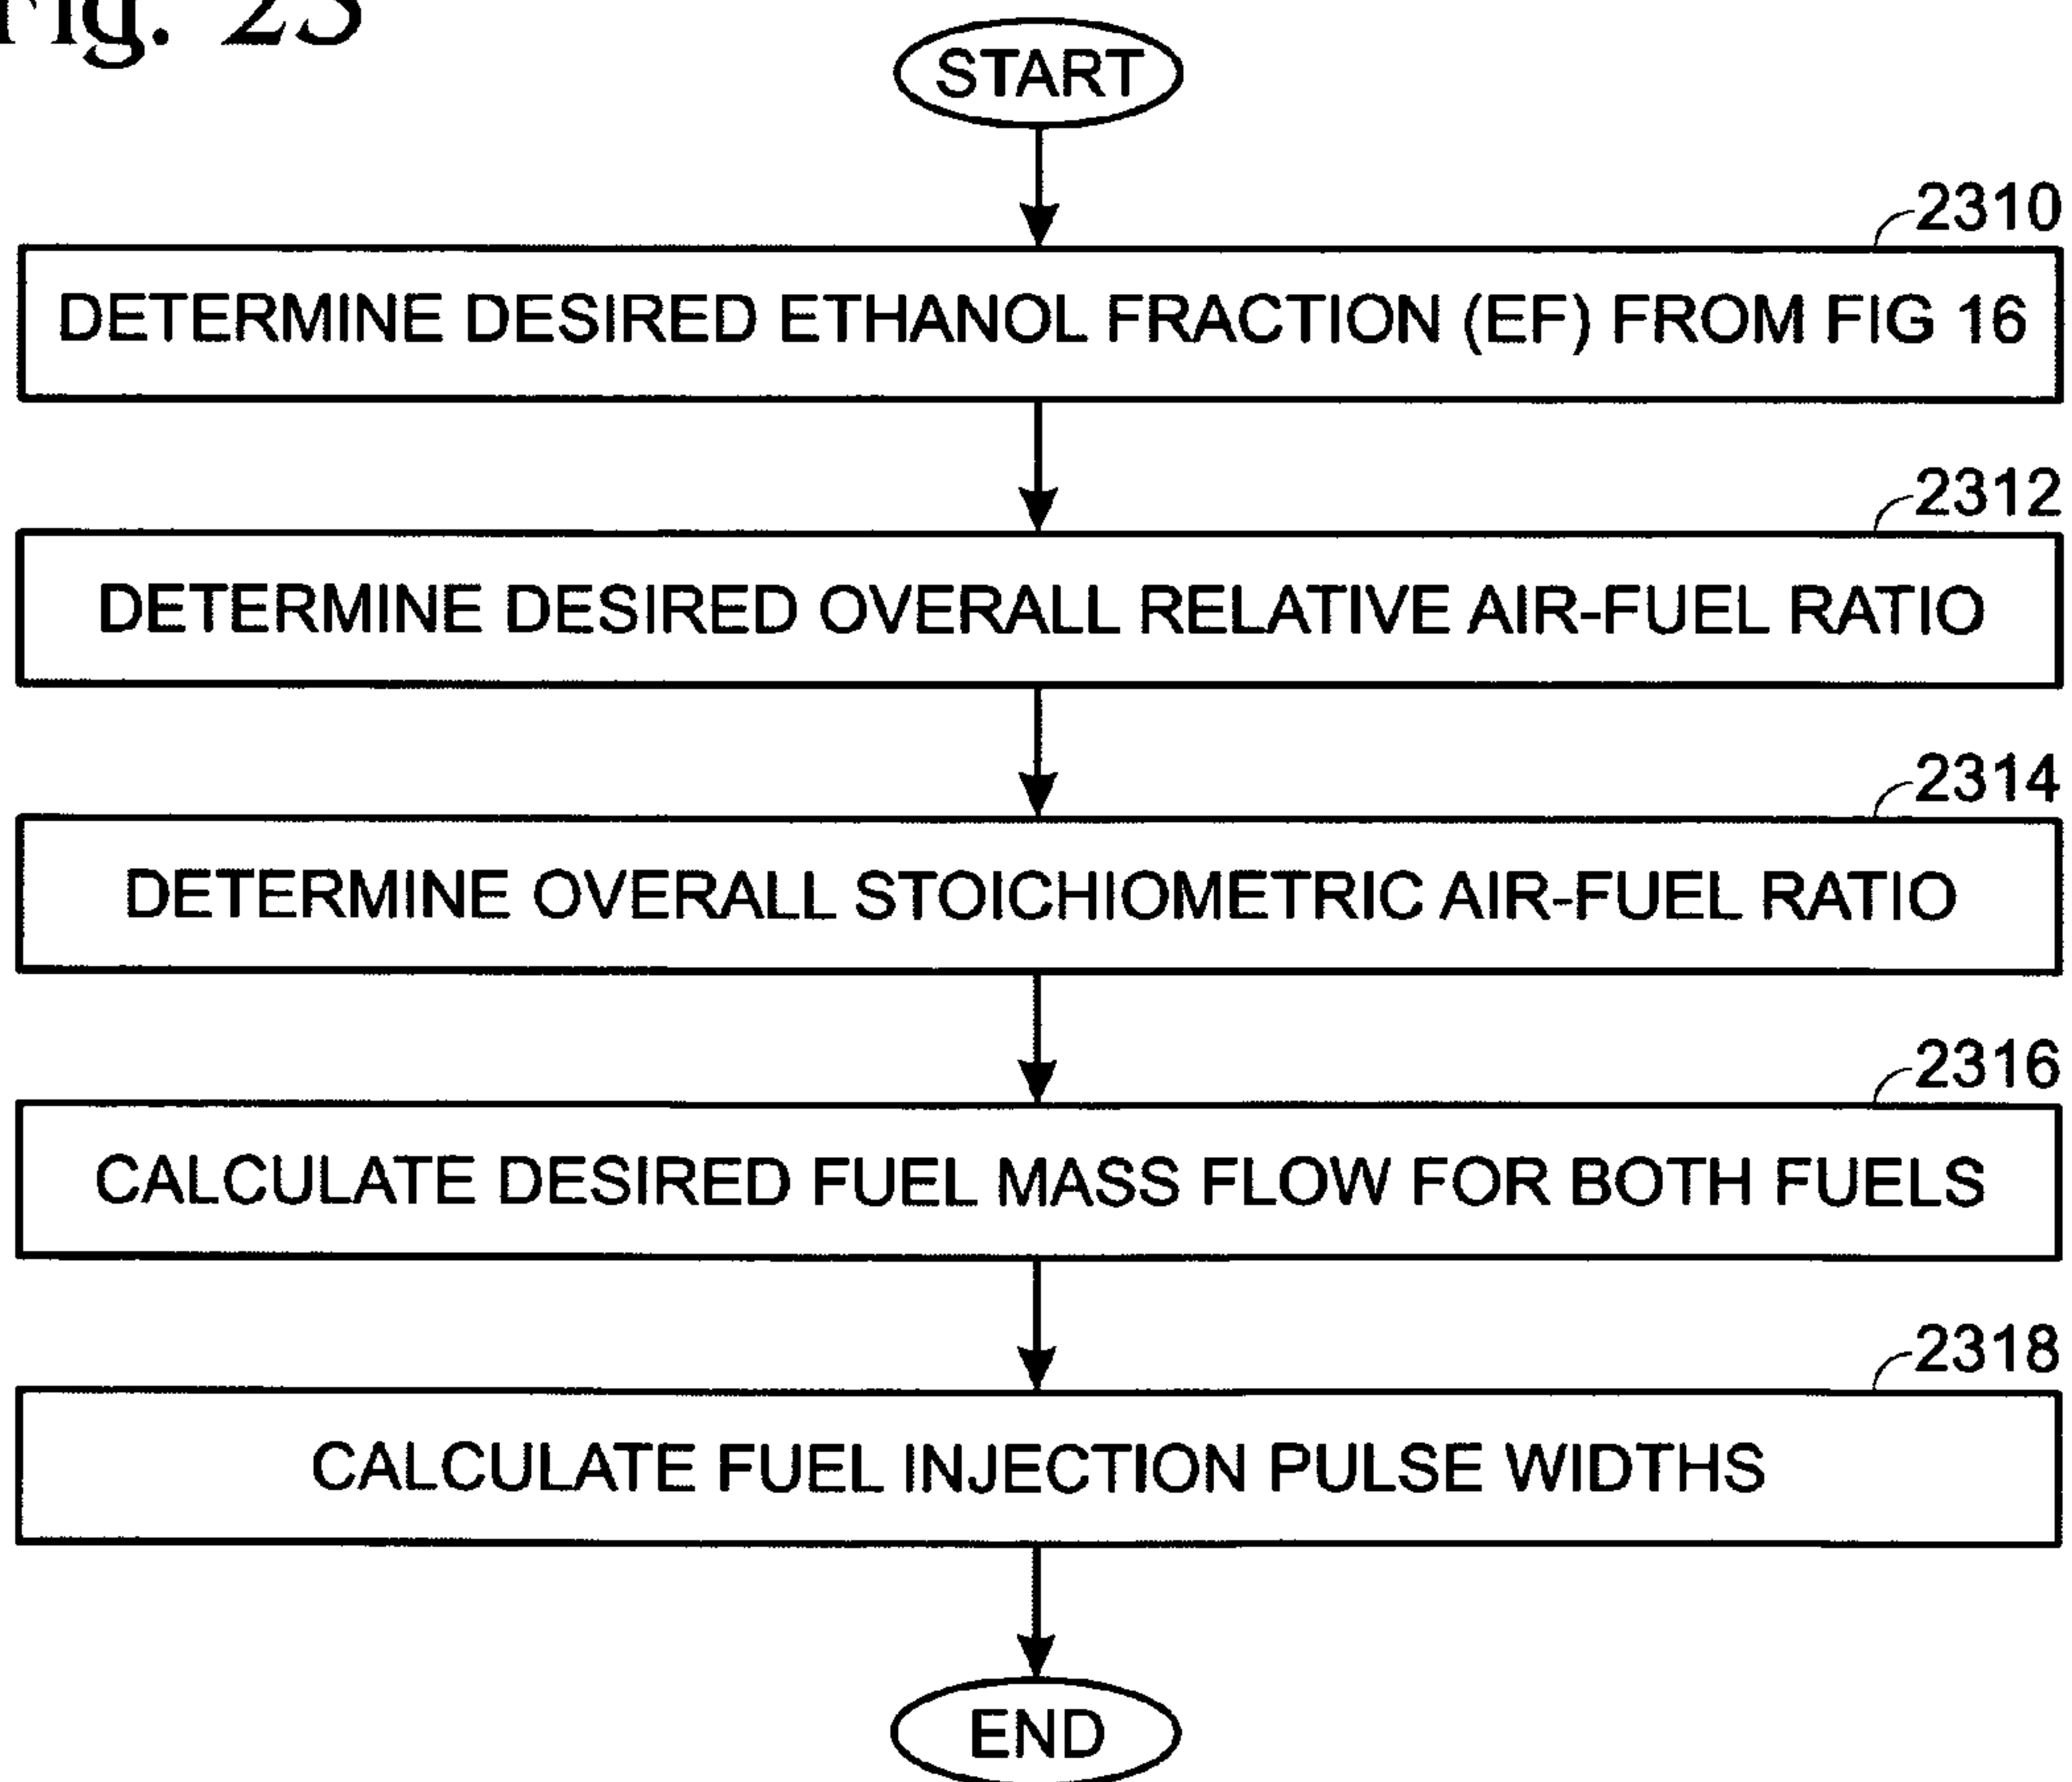 Fig. 23
START
2310
DETERMINE DESIRED ETHANOL FRACTION (EF) FROM FIG 16
2312
DETERMINE DESIRED OVERALL RELATIVE AIR-FUEL RATIO
2314
DETERMINE OVERALL STOICHIOMETRIC AIR-FUEL RATIO
2316
CALCULATE DESIRED FUEL MASS FLOW FOR BOTH FUELS
2318
CALCULATE FUEL INJECTION PULSE WIDTHS
END